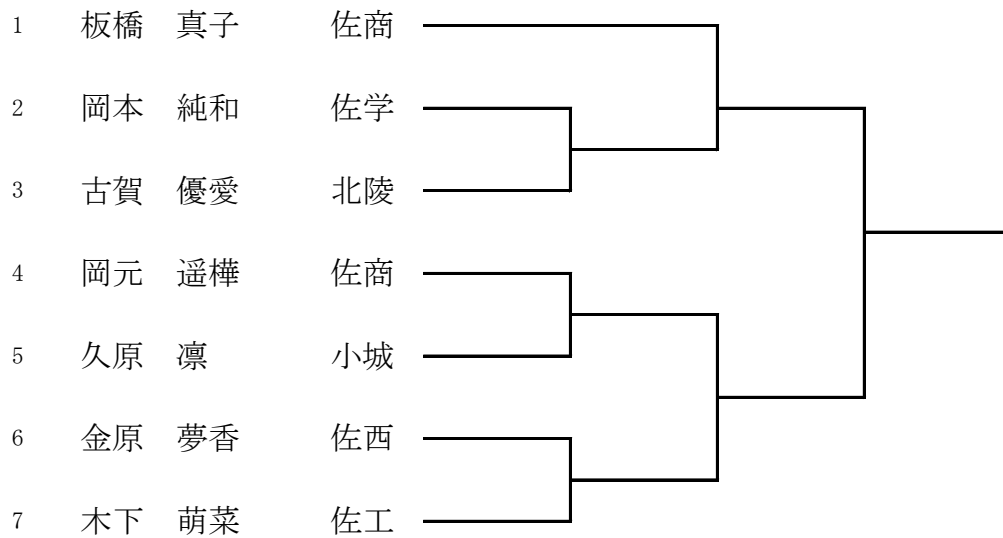 1 板橋 真子 佐商
2 岡本 純和 佐学
3 古賀 優愛 北陵
4 岡元 遥樺 佐商
5 久原 凛 小城
6 金原 夢香 佐西
7 木下 萌菜 佐工